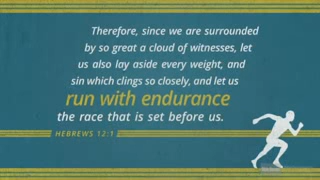 Therefore, since we are surrounded
by so great a cloud of witnesses, let
us also lay aside every weight, and
sin which clings so closely, and let us
run with endurance
the race that is set before us.
HEBREWS 12:1